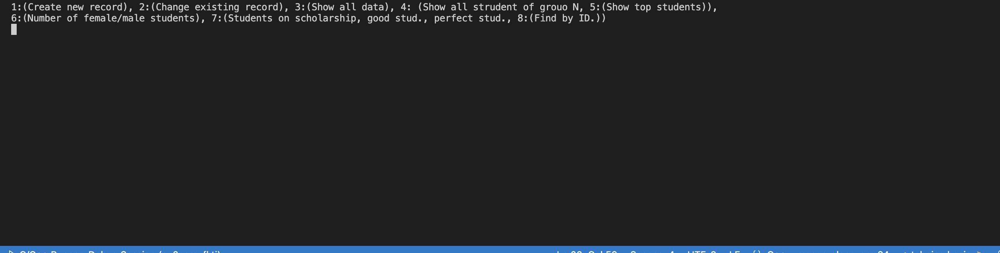 1:(Create new record), 2:(Change existing record), 3:(Show all data), 4: (Show all strudent of grouo N, 5:(Show top students)),
6:(Number of female/male students), 7:(Students on scholarship, good stud., perfect stud., 8:(Find by ID.))